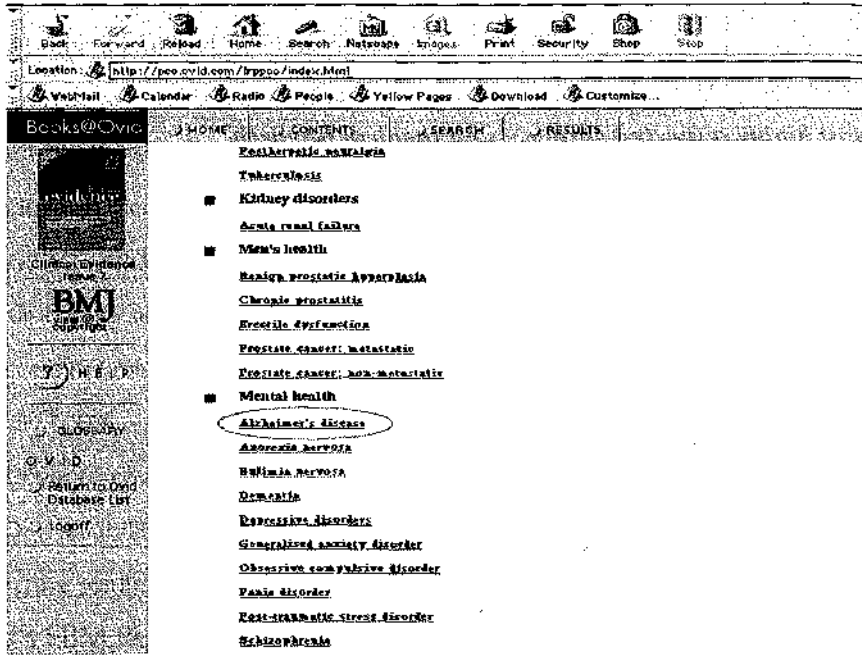 Back Forward Reload Home Search Netscape Images Print Security Shop Stop
Location: http://pco.ovid.com/lrppco/index.html
WebMail Calendar Radio People Yellow Pages Download Customize...
Books@Ovid HOME CONTENTS SEARCH RESULTS
Postherpetic neuralgia
Tuberculosis
Kidney disorders
Acute renal failure
Men's health
Benign prostatic hyperplasia
Chronic prostatitis
Erectile dysfunction
Prostate cancer: metastatic
Prostate cancer: non-metastatic
Mental health
Alzheimer's disease
Anorexia nervosa
Bulimia nervosa
Dementia
Depressive disorders
Generalised anxiety disorder
Obsessive compulsive disorder
Panic disorder
Post-traumatic stress disorder
Schizophrenia
evidence
Clinical Evidence
Issue
BMJ
view @
copyright
? HELP
GLOSSARY
OVID
Return to Ovid
Database List
Logoff